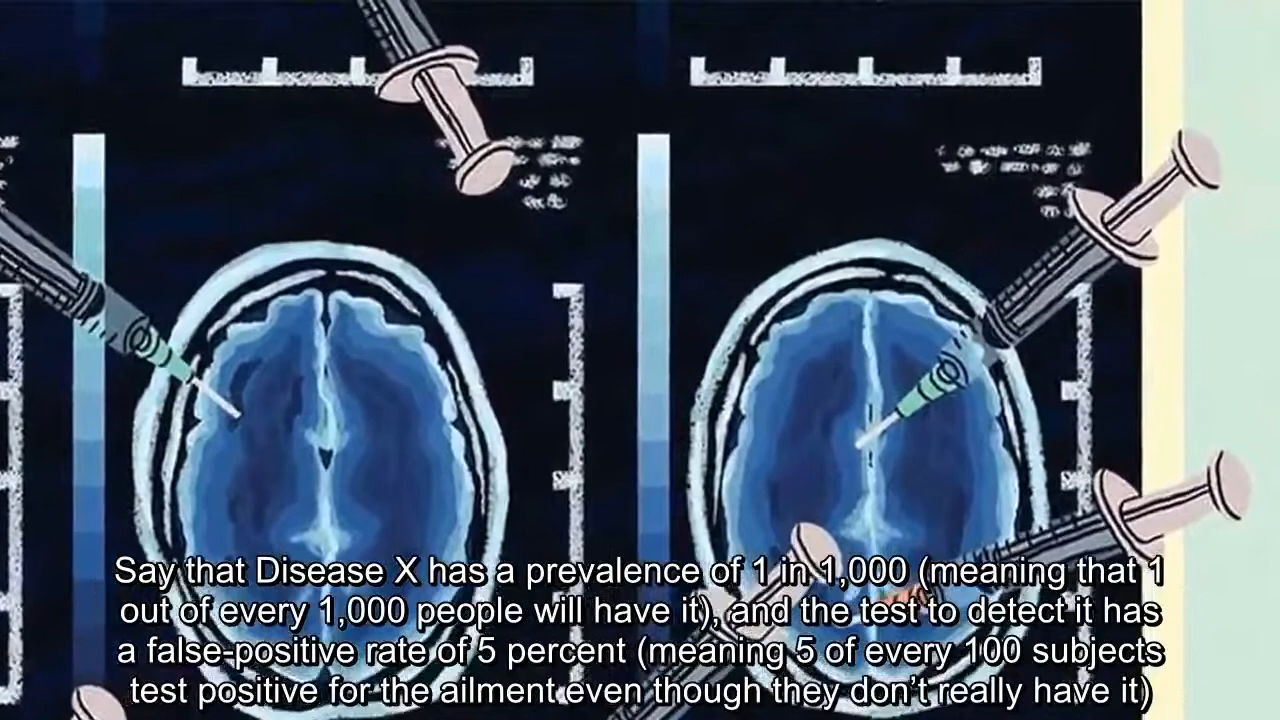 Say that Disease X has a prevalence of 1 in 1,000 (meaning that 1
out of every 1,000 people will have it), and the test to detect it has
a false-positive rate of 5 percent (meaning 5 of every 100 subjects
test positive for the ailment even though they don't really have it)